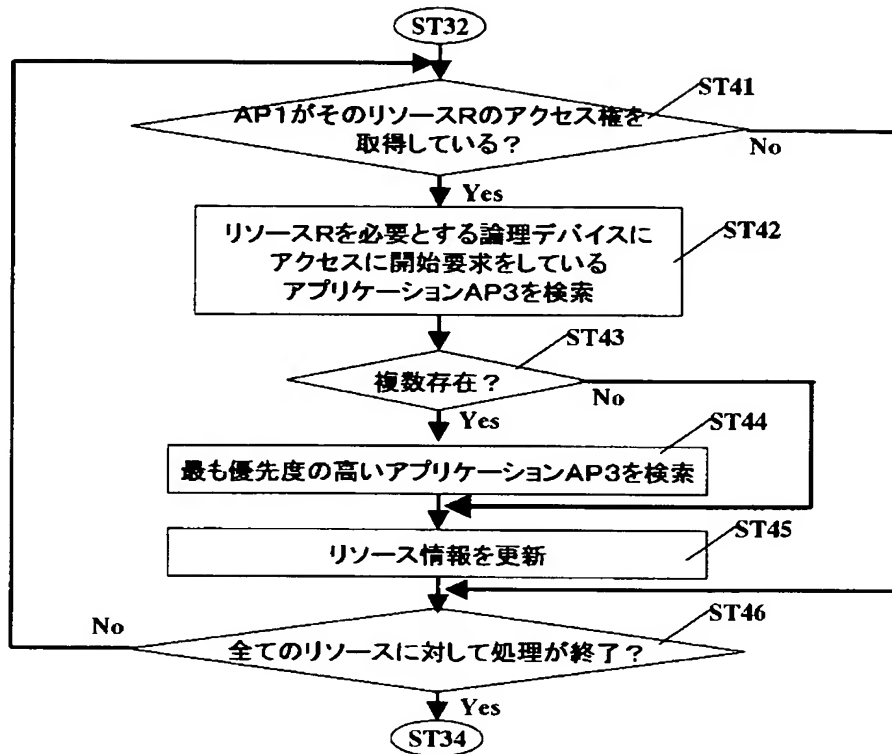 ST32
ST41
AP1がそのリソースRのアクセス権を
取得している?
No
Yes
ST42
リソースRを必要とする論理デバイスに
アクセスに開始要求をしている
アプリケーションAP3を検索
ST43
複数存在?
No
Yes
ST44
最も優先度の高いアプリケーションAP3を検索
ST45
リソース情報を更新
ST46
No
全てのリソースに対して処理が終了?
Yes
ST34